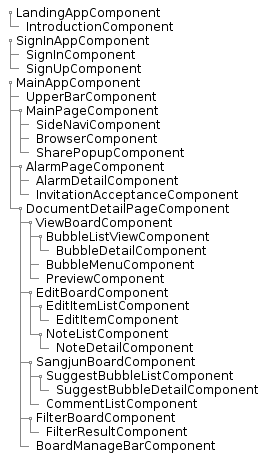 LandingAppComponent
IntroductionComponent
SignInAppComponent
SignInComponent
SignUpComponent
MainAppComponent
UpperBarComponent
MainPageComponent
SideNaviComponent
BrowserComponent
SharePopupComponent
AlarmPageComponent
AlarmDetailComponent
InvitationAcceptanceComponent
DocumentDetailPageComponent
ViewBoardComponent
BubbleListViewComponent
BubbleDetailComponent
BubbleMenuComponent
PreviewComponent
EditBoardComponent
EditItemListComponent
EditItemComponent
NoteListComponent
NoteDetailComponent
SangjunBoardComponent
SuggestBubbleListComponent
SuggestBubbleDetailComponent
CommentListComponent
FilterBoardComponent
FilterResultComponent
BoardManageBarComponent